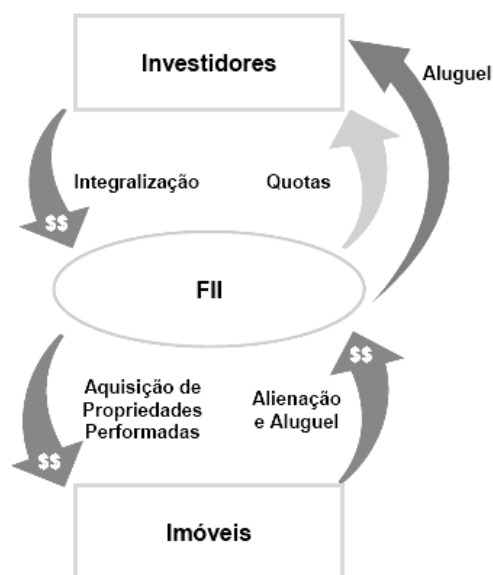 Investidores
Aluguel
Integralização
Quotas
$$
FII
$$
Aquisição de
Propriedades
Performadas
Alienação
e Aluguel
$$
Imóveis